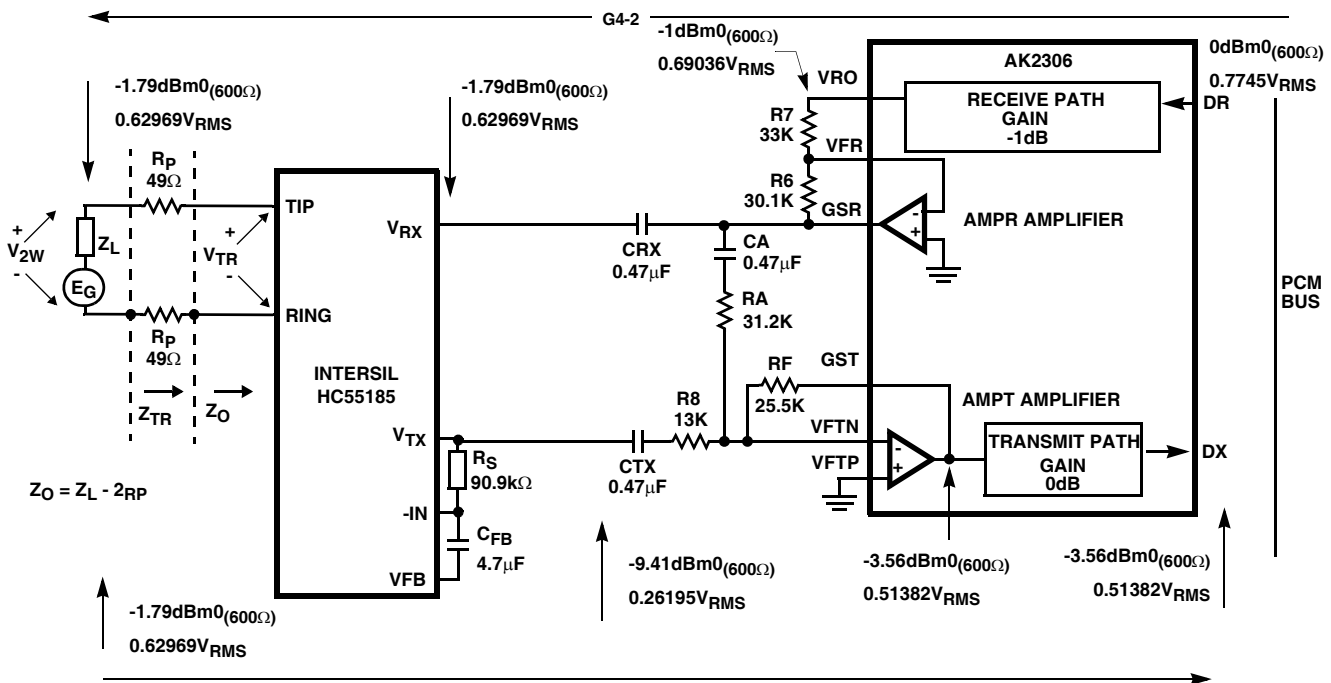 G4-2
-1dBm0(600Ω)
0.69036VRMS
0dBm0(600Ω)
0.7745VRMS
AK2306
VRO
RECEIVE PATH
GAIN
-1dB
DR
-1.79dBm0(600Ω)
0.62969VRMS
-1.79dBm0(600Ω)
0.62969VRMS
R7
33K
VFR
R6
30.1K
GSR
AMPR AMPLIFIER
-
+
RP
49Ω
TIP
VRX
CRX
0.47μF
CA
0.47μF
+
V2W
-
ZL
EG
+
VTR
-
RING
RP
49Ω
RA
31.2K
PCM
BUS
INTERSIL
HC55185
ZTR
ZO
RF
25.5K
GST
R8
13K
AMPT AMPLIFIER
VTX
VFTN
VFTP
-
+
TRANSMIT PATH
GAIN
0dB
DX
CTX
0.47μF
RS
90.9kΩ
ZO = ZL - 2RP
-IN
CFB
4.7μF
VFB
-9.41dBm0(600Ω)
0.26195VRMS
-3.56dBm0(600Ω)
0.51382VRMS
-3.56dBm0(600Ω)
0.51382VRMS
-1.79dBm0(600Ω)
0.62969VRMS